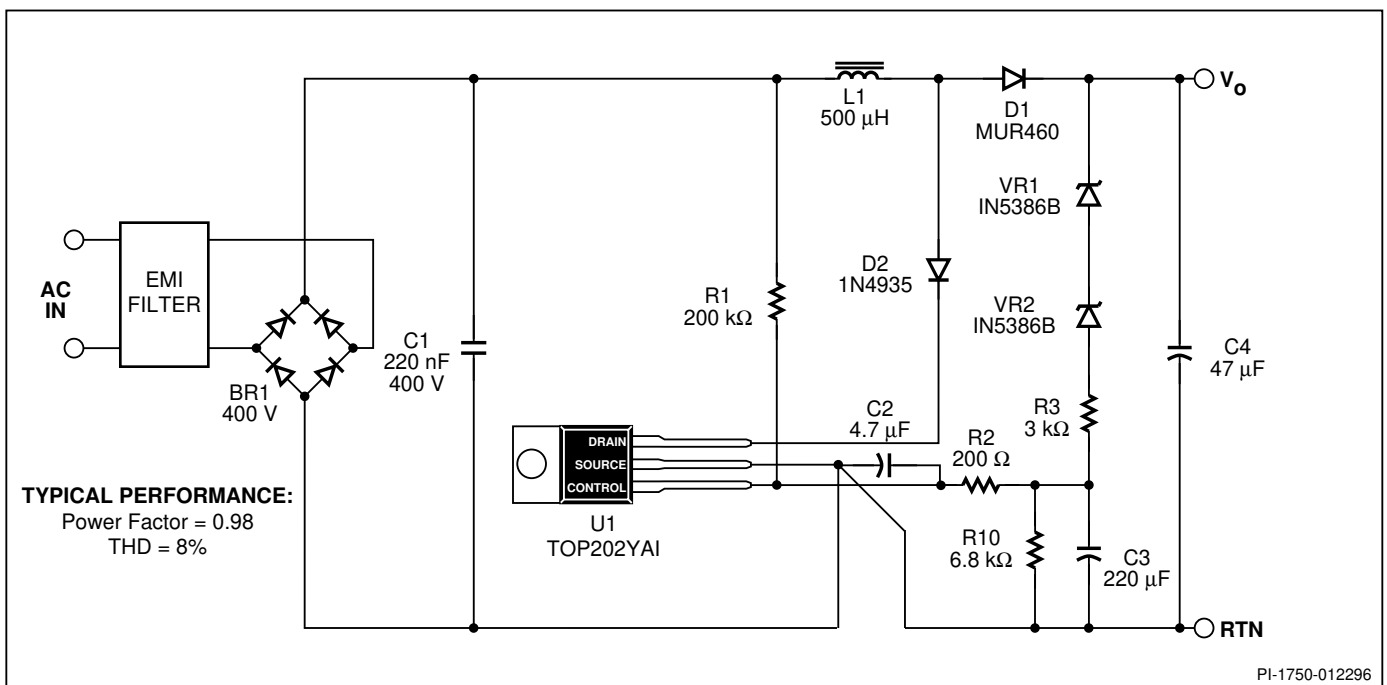 AC
IN
EMI
FILTER
BR1
400 V
C1
220 nF
400 V
R1
200 kΩ
L1
500 µH
D2
1N4935
D1
MUR460
VR1
IN5386B
VR2
IN5386B
R3
3 kΩ
C4
47 µF
V₀
C2
4.7 µF
R2
200 Ω
DRAIN
SOURCE
CONTROL
U1
TOP202YAI
R10
6.8 kΩ
C3
220 µF
RTN
TYPICAL PERFORMANCE:
Power Factor = 0.98
THD = 8%
PI-1750-012296